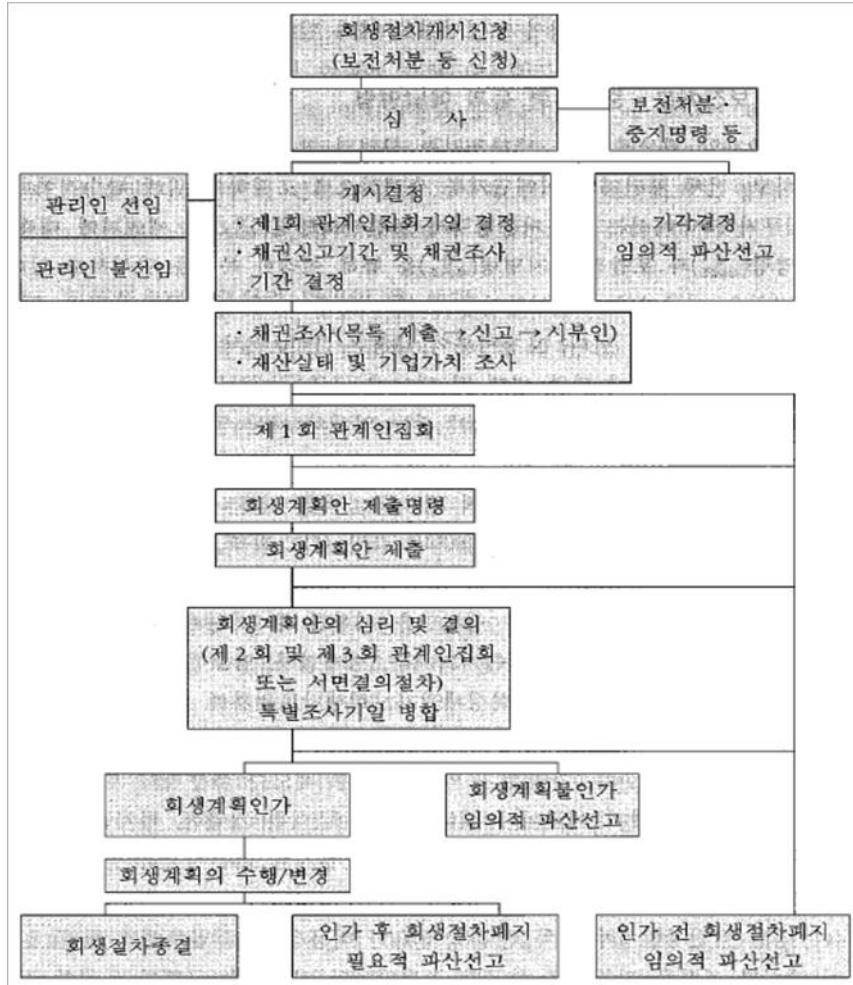 회생절차개시신청
(보전처분 등 신청)
심 사
보전처분·
중지명령 등
관리인 선임
관리인 불선임
개시결정
· 제1회 관계인집회기일 결정
· 채권신고기간 및 채권조사
기간 결정
기각결정
임의적 파산선고
· 채권조사(목록 제출→신고→시부인)
· 재산실태 및 기업가치 조사
제1회 관계인집회
회생계획안 제출명령
회생계획안 제출
회생계획안의 심리 및 결의
(제2회 및 제3회 관계인집회
또는 서면결의절차)
특별조사기일 병합
회생계획인가
회생계획불인가
임의적 파산선고
회생계획의 수행/변경
회생절차종결
인가 후 회생절차폐지
필요적 파산선고
인가 전 회생절차폐지
임의적 파산선고